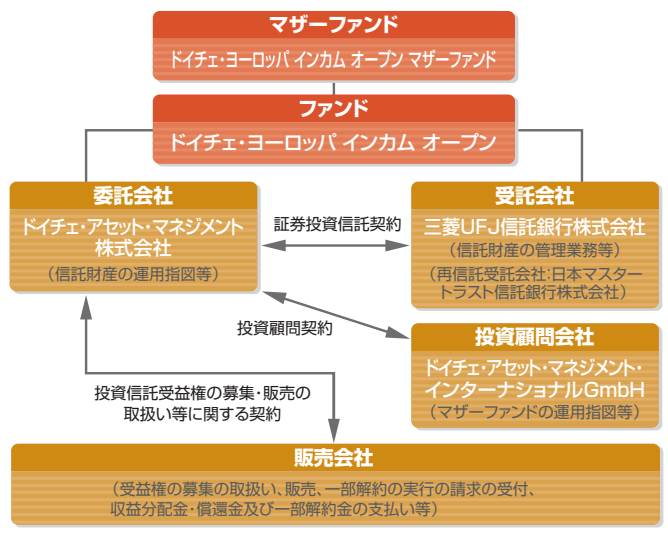 マザーファンド
ドイチェ・ヨーロッパ インカム オープン マザーファンド
ファンド
ドイチェ・ヨーロッパ インカム オープン
委託会社
ドイチェ・アセット・マネジメント
株式会社
（信託財産の運用指図等）
証券投資信託契約
受託会社
三菱UFJ信託銀行株式会社
（信託財産の管理業務等）
（再信託受託会社:日本マスター
トラスト信託銀行株式会社）
投資顧問契約
投資顧問会社
ドイチェ・アセット・マネジメント・
インターナショナルGmbH
（マザーファンドの運用指図等）
投資信託受益権の募集・販売の
取扱い等に関する契約
販売会社
（受益権の募集の取扱い、販売、一部解約の実行の請求の受付、
収益分配金・償還金及び一部解約金の支払い等）